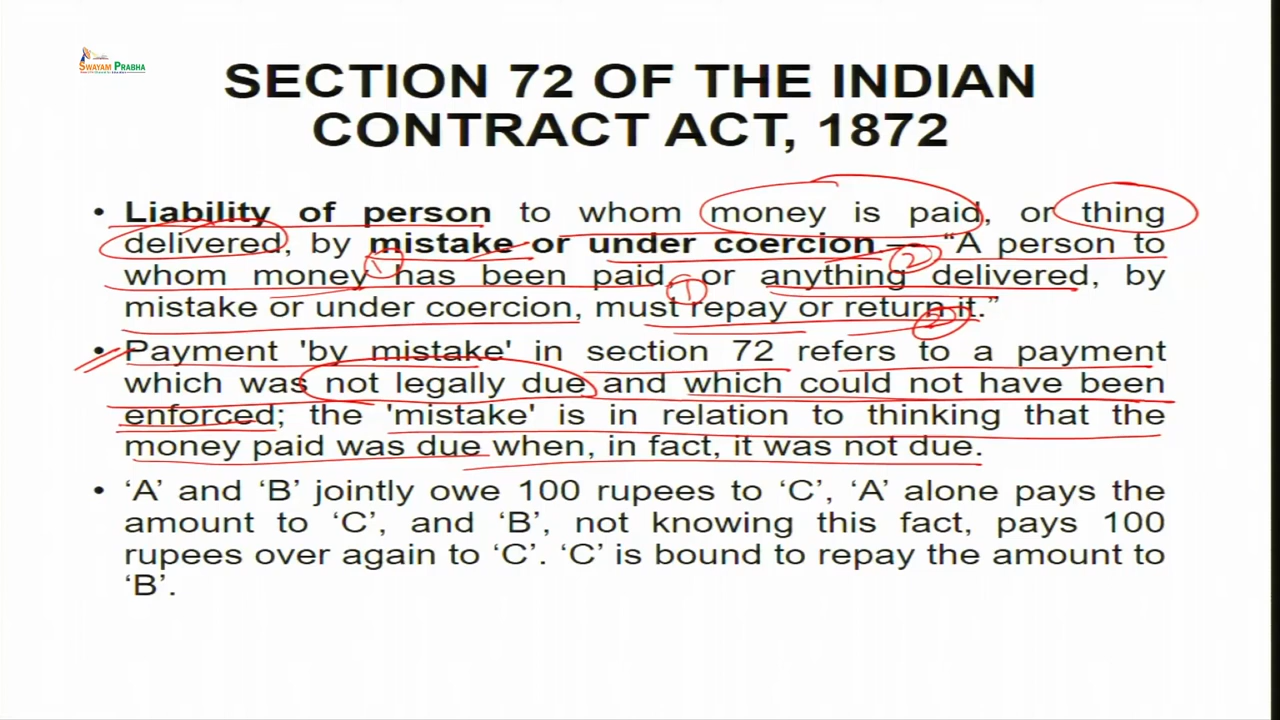 SWAYAM PRABHA
SECTION 72 OF THE INDIAN
CONTRACT ACT, 1872
• Liability of person to whom money is paid, or thing
delivered, by mistake or under coercion – “A person to
whom money has been paid, or anything delivered, by
mistake or under coercion, must repay or return it.”
• Payment 'by mistake' in section 72 refers to a payment
which was not legally due and which could not have been
enforced; the 'mistake' is in relation to thinking that the
money paid was due when, in fact, it was not due.
• ‘A’ and ‘B’ jointly owe 100 rupees to ‘C’, ‘A’ alone pays the
amount to ‘C’, and ‘B’, not knowing this fact, pays 100
rupees over again to ‘C’. ‘C’ is bound to repay the amount to
‘B’.
1
2
1
2